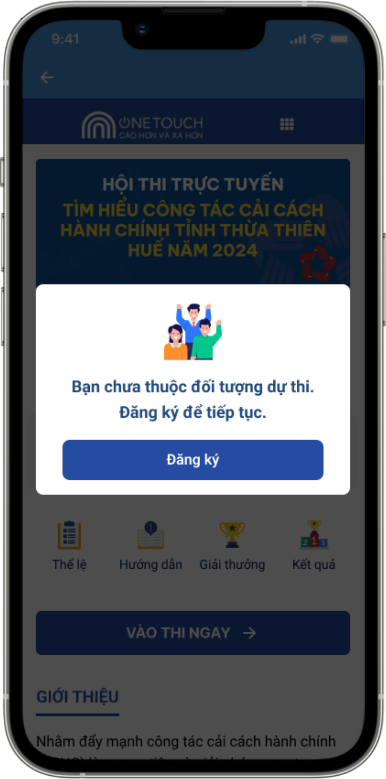 9:41
ONETOUCH
CAO HƠN VÀ XA HƠN
HỘI THI TRỰC TUYẾN
TÌM HIỂU CÔNG TÁC CẢI CÁCH
HÀNH CHÍNH TỈNH THỪA THIÊN
HUẾ NĂM 2024
Bạn chưa thuộc đối tượng dự thi.
Đăng ký để tiếp tục.
Đăng ký
Thể lệ
Hướng dẫn
Giải thưởng
Kết quả
VÀO THI NGAY
GIỚI THIỆU
Nhằm đẩy mạnh công tác cải cách hành chính